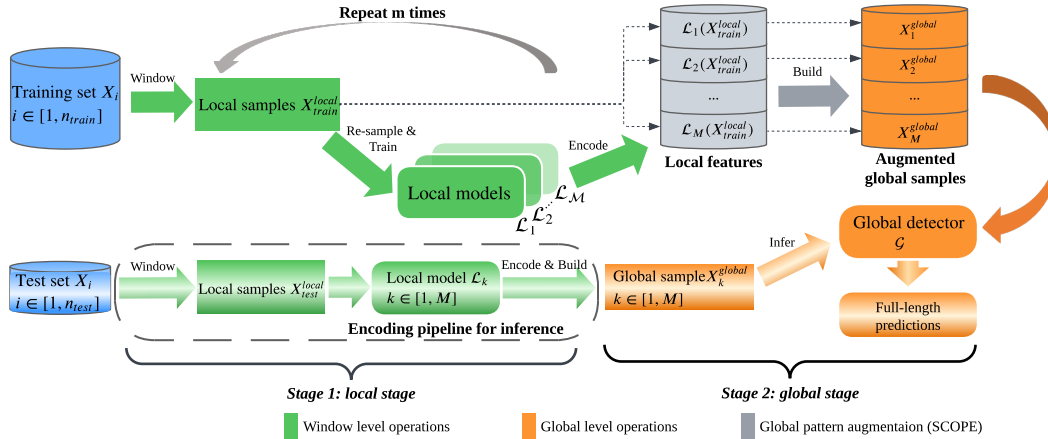 Repeat m times
Training set X_i
i ∈ [1, n_train]
Window
Local samples X_train^local
Re-sample &
Train
Local models
ℒ_1 ℒ_2 ... ℒ_ℳ
Encode
ℒ_1(X_train^local)
ℒ_2(X_train^local)
...
ℒ_M(X_train^local)
Local features
Build
X_1^global
X_2^global
...
X_M^global
Augmented
global samples
Test set X_i
i ∈ [1, n_test]
Window
Local samples X_test^local
Local model ℒ_k
k ∈ [1, M]
Encode & Build
Encoding pipeline for inference
Global sample X_k^global
k ∈ [1, M]
Infer
Global detector
𝒢
Full-length
predictions
Stage 1: local stage
Stage 2: global stage
Window level operations
Global level operations
Global pattern augmentaion (SCOPE)